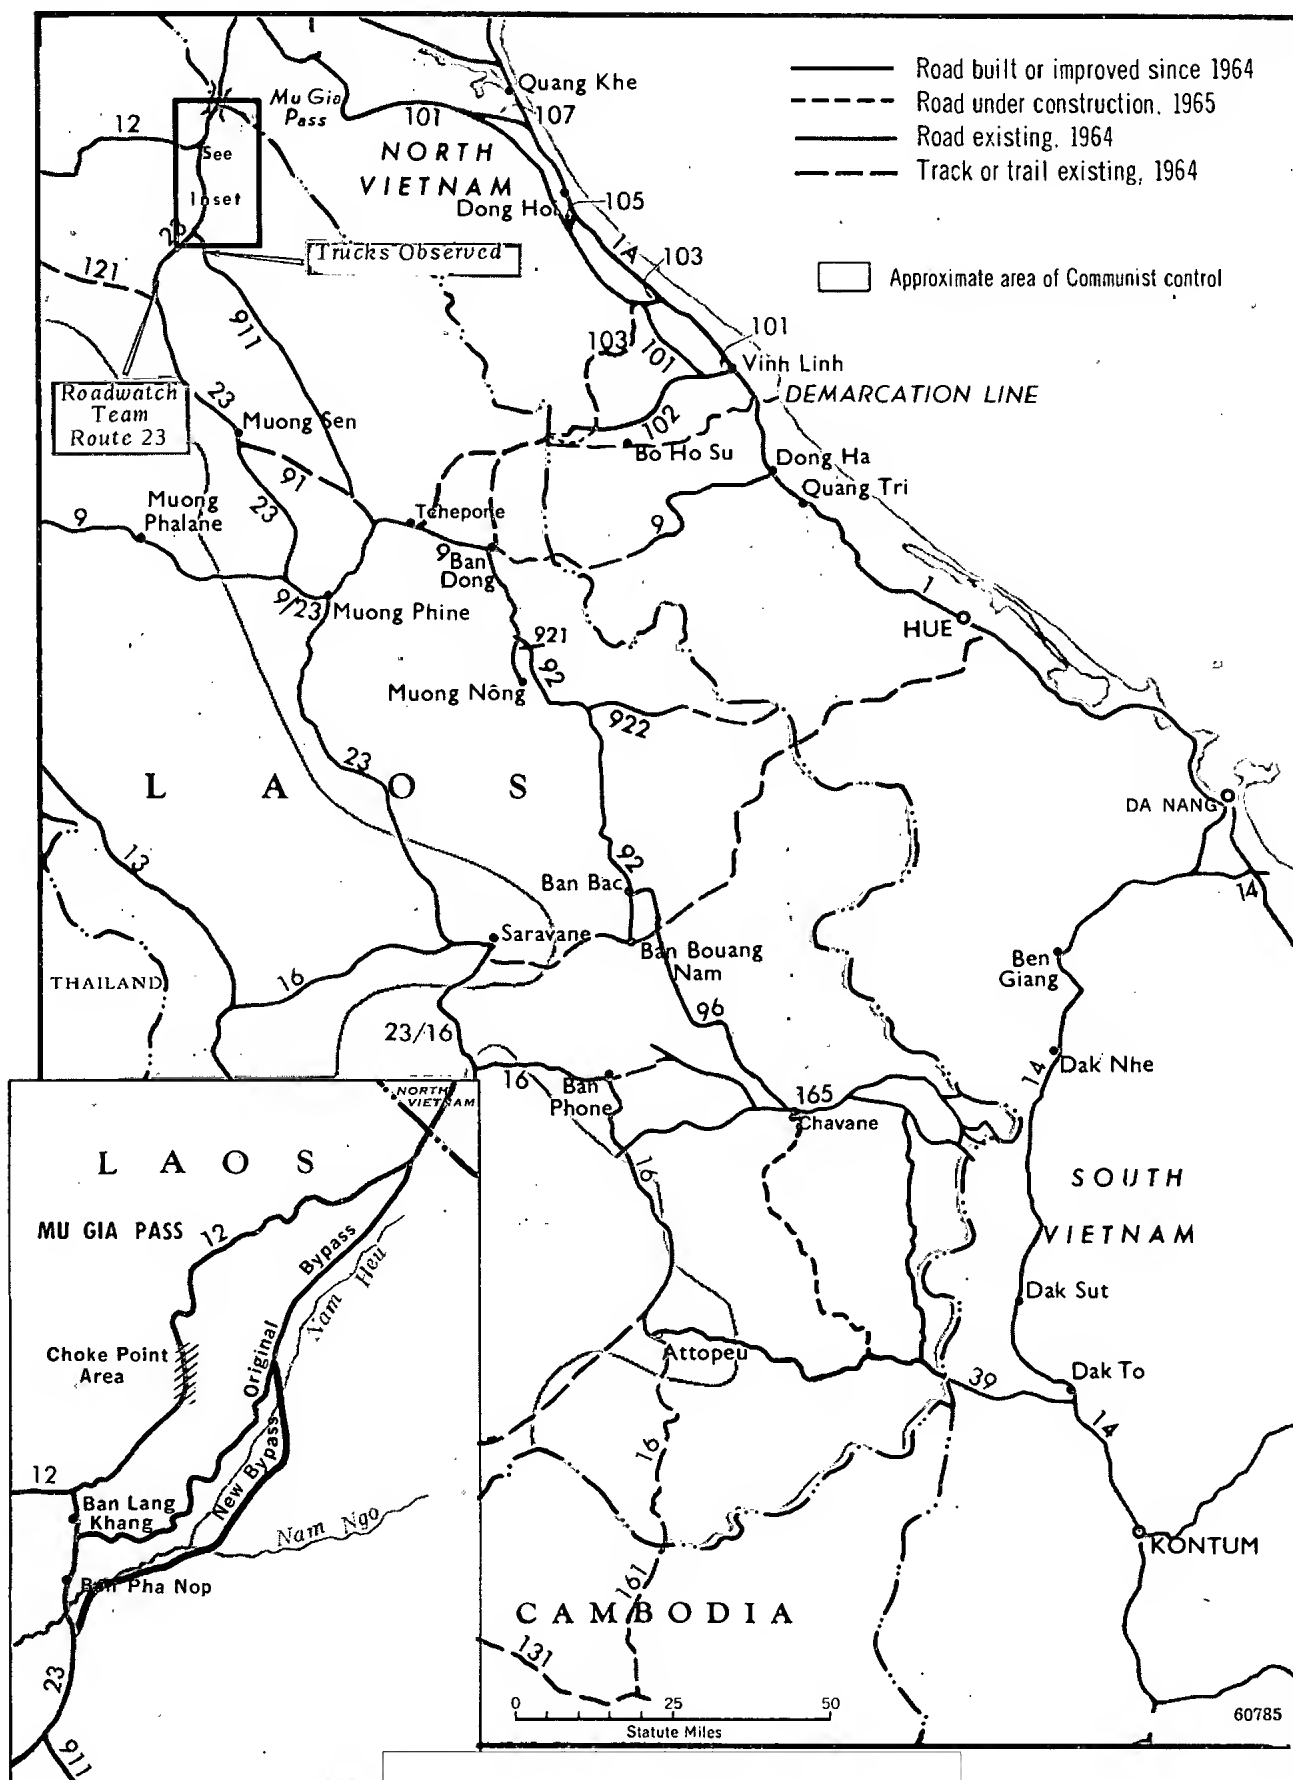 Quang Khe
Road built or improved since 1964
Road under construction, 1965
Road existing, 1964
Track or trail existing, 1964
Approximate area of Communist control
Mu Gia
Pass
101
107
12
See
Inset
NORTH
VIETNAM
Dong Hoi
105
1A
103
23
Trucks Observed
121
911
103
101
101
Vinh Linh
DEMARCATION LINE
Roadwatch
Team
Route 23
23
Muong Sen
102
Bo Ho Su
Dong Ha
Quang Tri
91
Muong
Phalane
9
23
Tchepone
9
9
Ban
Dong
9/23
Muong Phine
1
HUE
921
92
Muong Nông
922
23
LAOS
DA NANG
13
92
Ban Bac
14
Saravane
Ban Bouang
Nam
Ben
Giang
THAILAND
16
96
23/16
Dak Nhe
14
16
Ban
Phone
165
Chavane
NORTH
VIETNAM
LAOS
MU GIA PASS
12
Bypass
Nam Heu
16
SOUTH
VIETNAM
Dak Sut
Choke Point
Area
Original
Attopeu
39
Dak To
14
16
12
New Bypass
Ban Lang
Khang
Nam Ngo
KONTUM
Ban Pha Nop
161
CAMBODIA
131
23
911
0 25 50
Statute Miles
60785